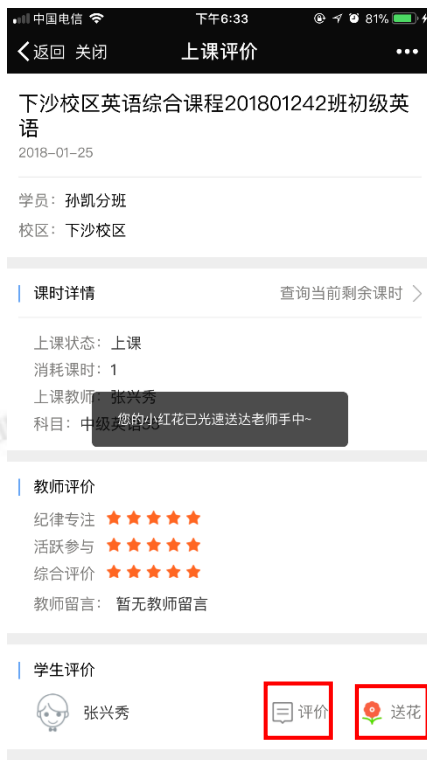 中国电信 下午6:33 81%
返回 关闭 上课评价
下沙校区英语综合课程201801242班初级英
语
2018-01-25
学员：孙凯分班
校区：下沙校区
课时详情 查询当前剩余课时
上课状态：上课
消耗课时：1
上课教师：张兴秀
您的小红花已光速送达老师手中~
科目：中级英语
教师评价
纪律专注
活跃参与
综合评价
教师留言： 暂无教师留言
学生评价
张兴秀 评价 送花